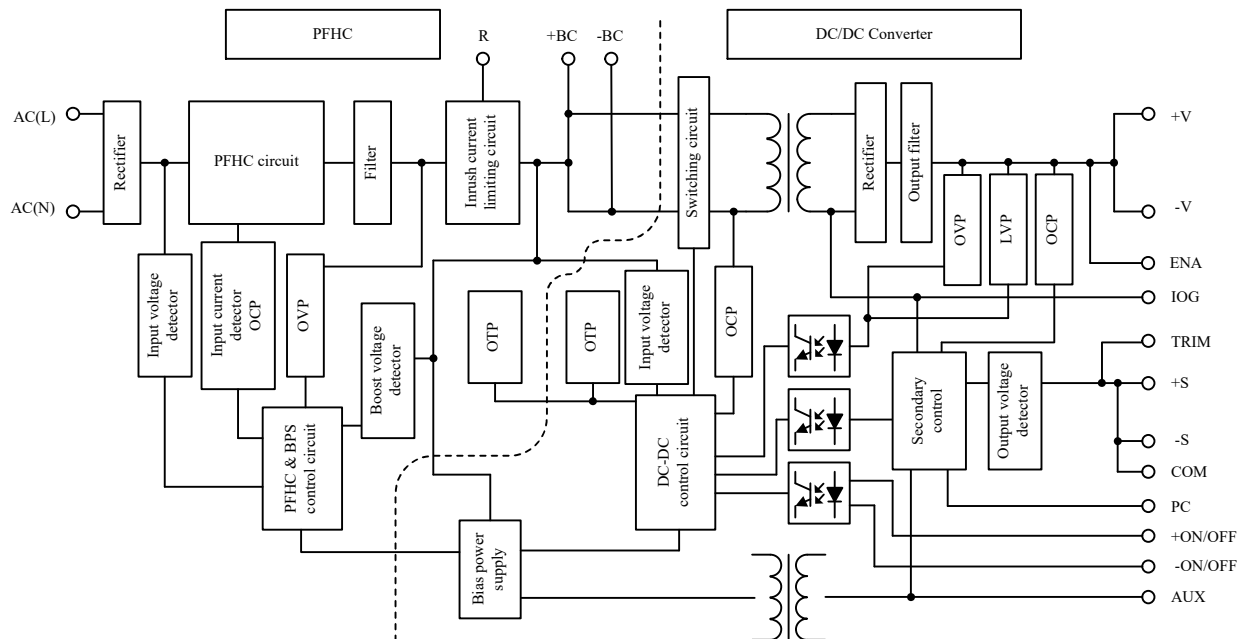 PFHC
R
+BC
-BC
DC/DC Converter
AC(L)
AC(N)
Rectifier
PFHC circuit
Filter
Inrush current
limiting circuit
Switching circuit
Rectifier
Output filter
OVP
LVP
OCP
+V
-V
ENA
IOG
TRIM
+S
-S
COM
PC
+ON/OFF
-ON/OFF
AUX
Input voltage
detector
Input current
detector
OCP
OVP
Boost voltage
detector
OTP
OTP
Input voltage
detector
OCP
PFHC & BPS
control circuit
DC-DC
control circuit
Secondary
control
Output voltage
detector
Bias power
supply